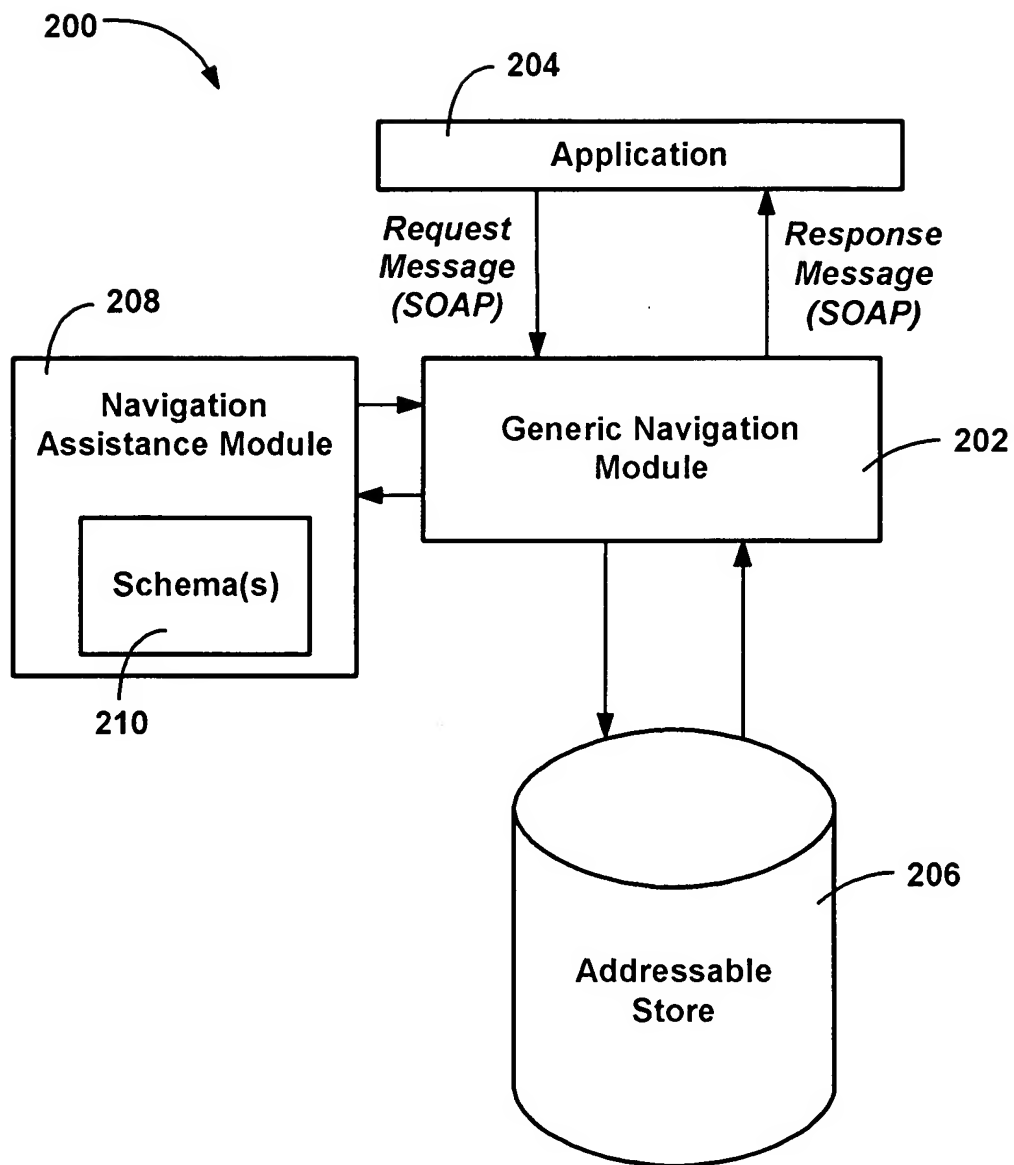 200
204
Application
Request
Message
(SOAP)
Response
Message
(SOAP)
208
Navigation
Assistance Module
Generic Navigation
Module
202
Schema(s)
210
206
Addressable
Store